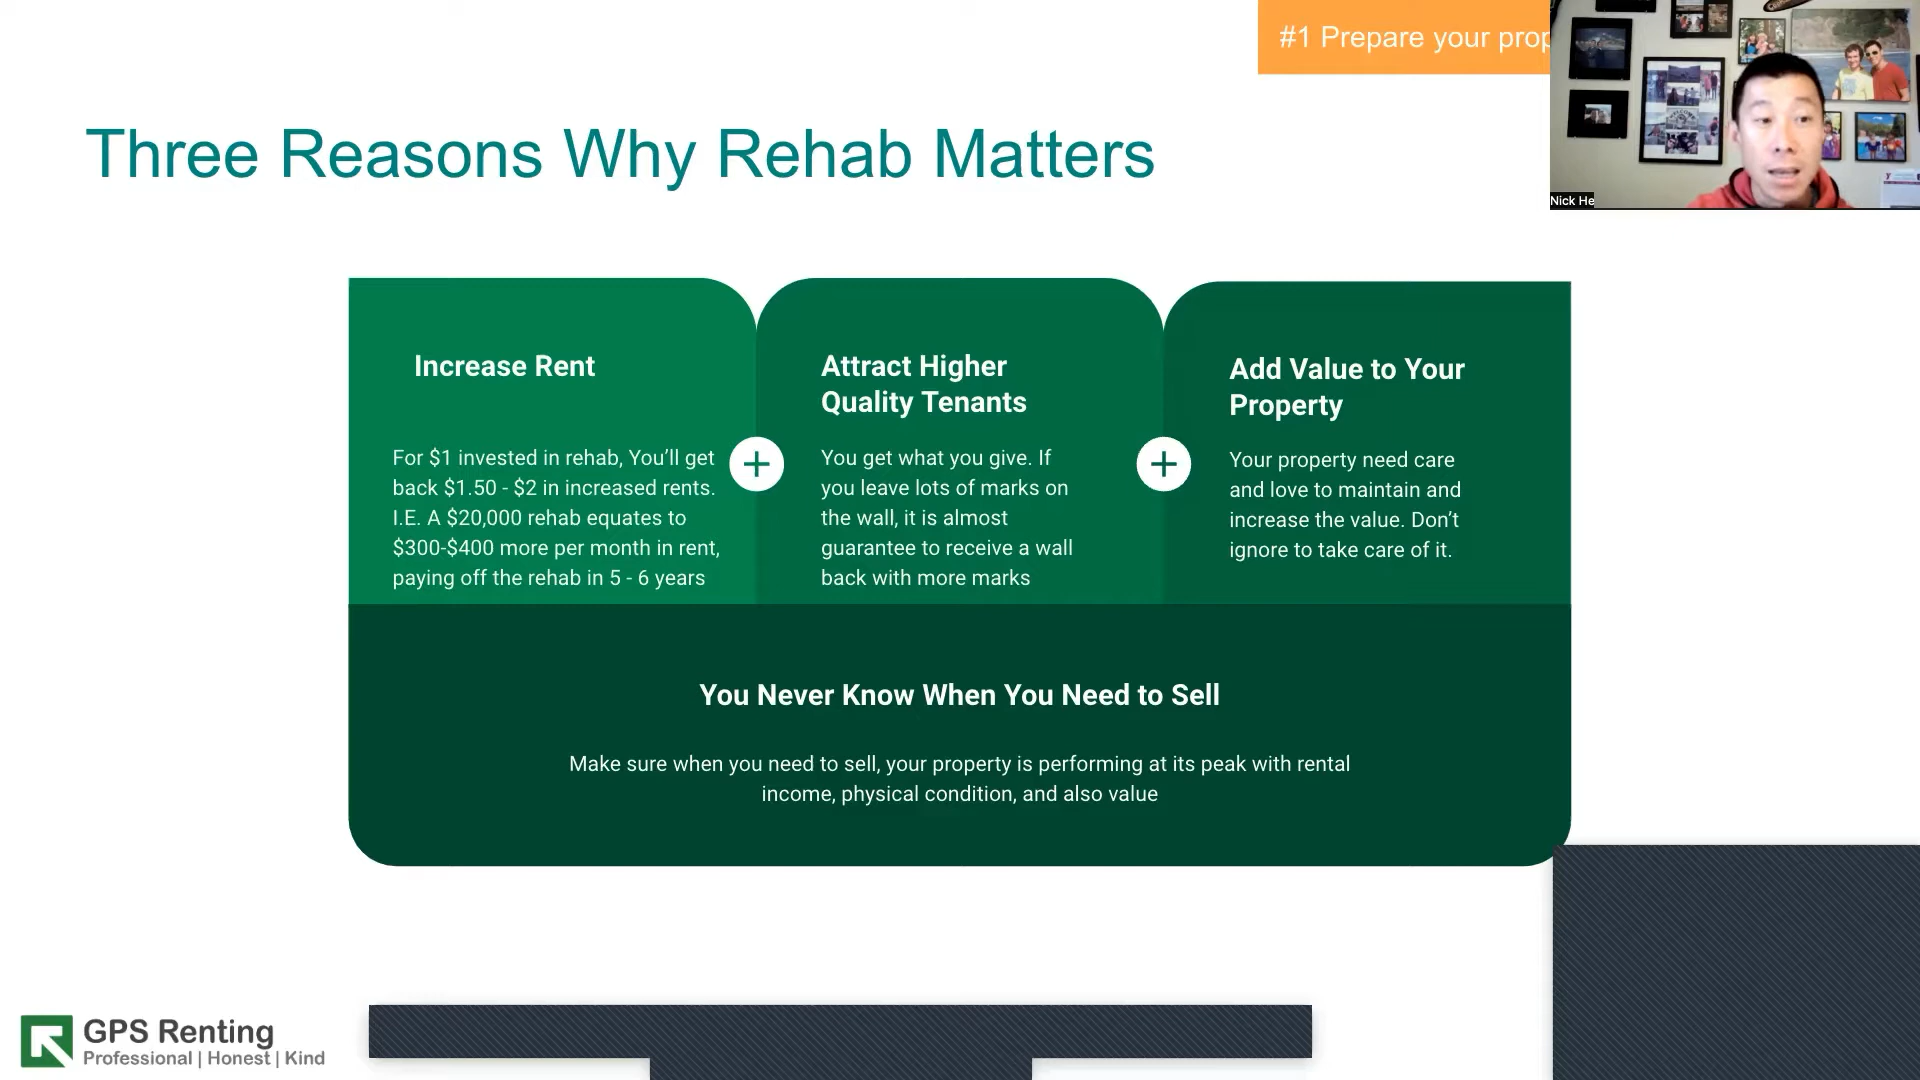 #1 Prepare your prop
Nick He
Three Reasons Why Rehab Matters
Increase Rent
For $1 invested in rehab, You’ll get
back $1.50 - $2 in increased rents.
I.E. A $20,000 rehab equates to
$300-$400 more per month in rent,
paying off the rehab in 5 - 6 years
Attract Higher
Quality Tenants
You get what you give. If
you leave lots of marks on
the wall, it is almost
guarantee to receive a wall
back with more marks
Add Value to Your
Property
Your property need care
and love to maintain and
increase the value. Don’t
ignore to take care of it.
You Never Know When You Need to Sell
Make sure when you need to sell, your property is performing at its peak with rental
income, physical condition, and also value
GPS Renting
Professional | Honest | Kind